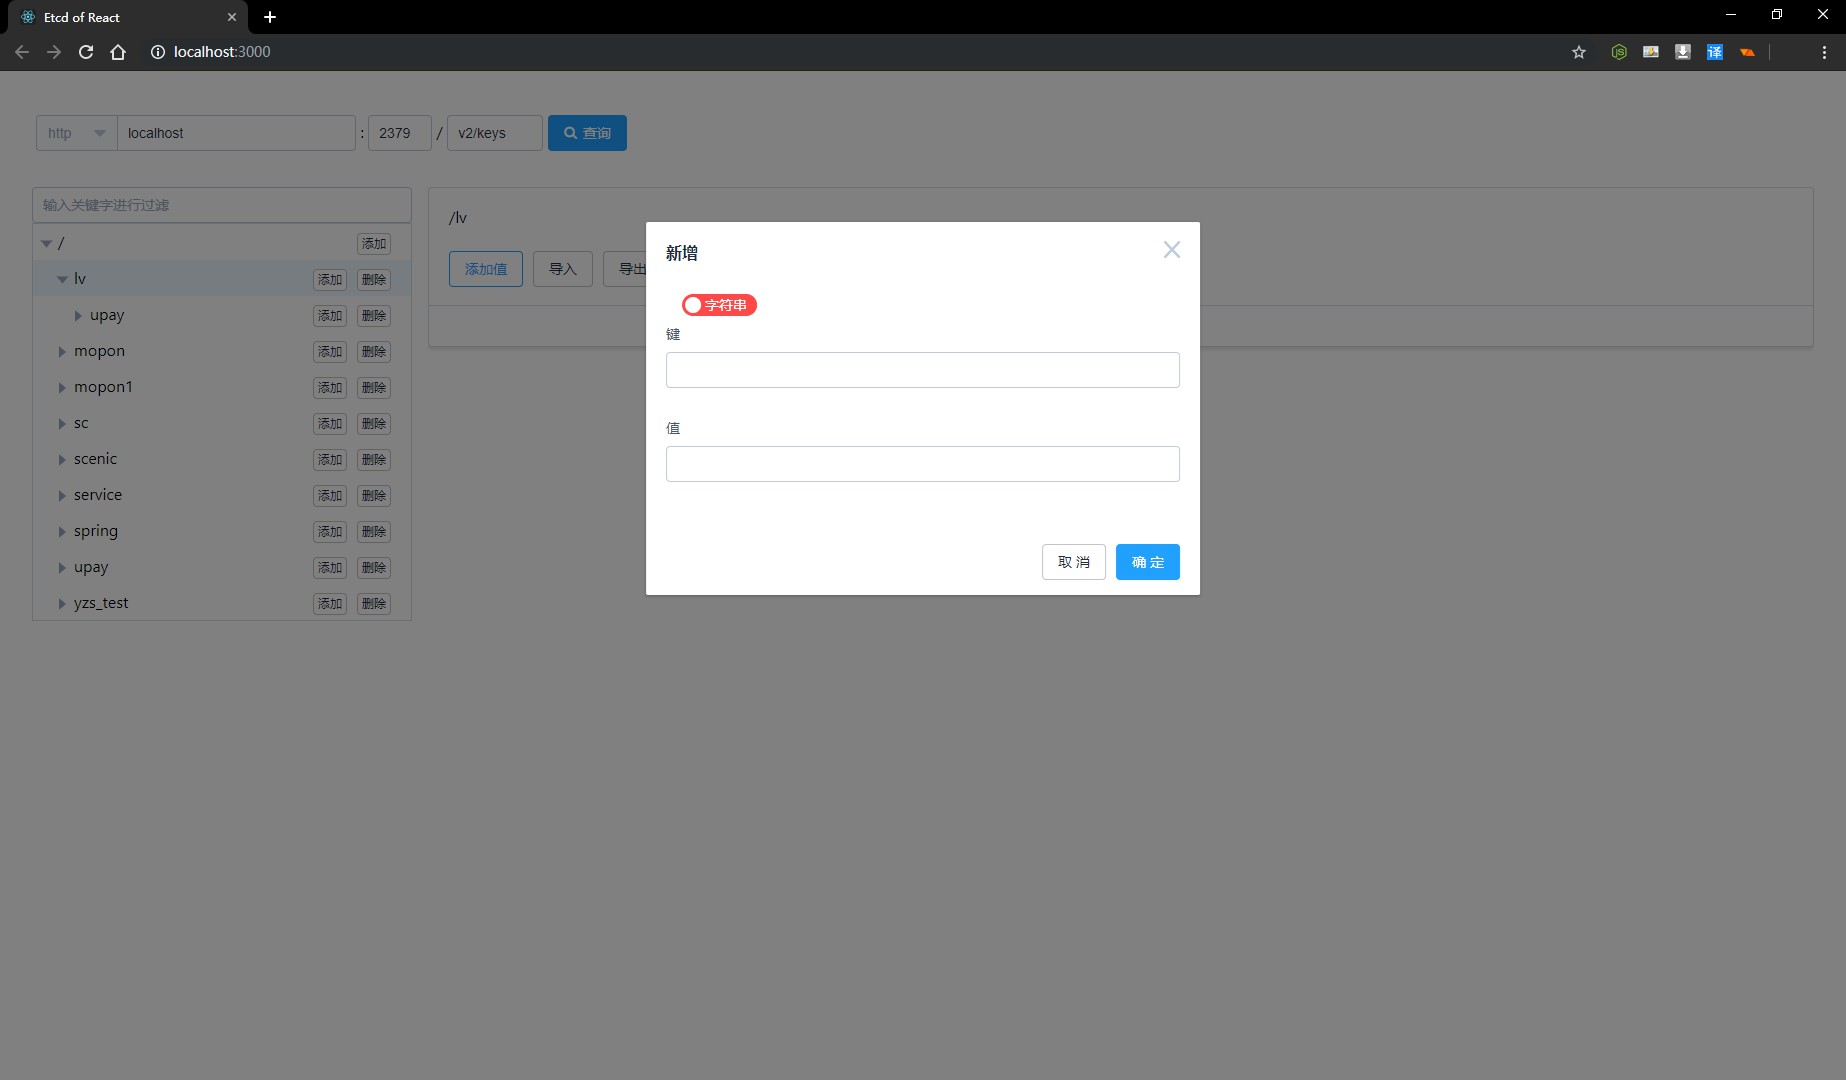 Etcd of React
localhost:3000
http localhost : 2379 / v2/keys 查询
输入关键字进行过滤
/ 添加
lv 添加 删除
upay 添加 删除
mopon 添加 删除
mopon1 添加 删除
sc 添加 删除
scenic 添加 删除
service 添加 删除
spring 添加 删除
upay 添加 删除
yzs_test 添加 删除
/lv
添加值 导入 导出
新增
字符串
键
值
取 消 确 定
JS
译